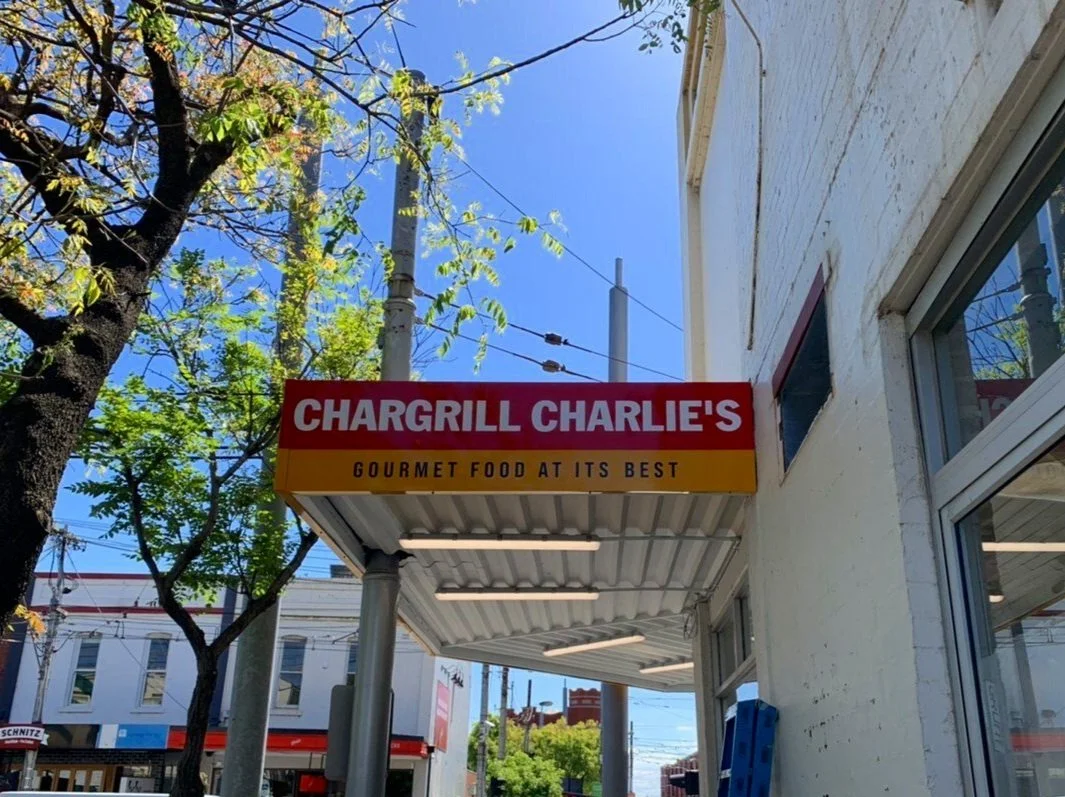 CHARGRILL CHARLIE'S
GOURMET FOOD AT ITS BEST
SCHNITZ